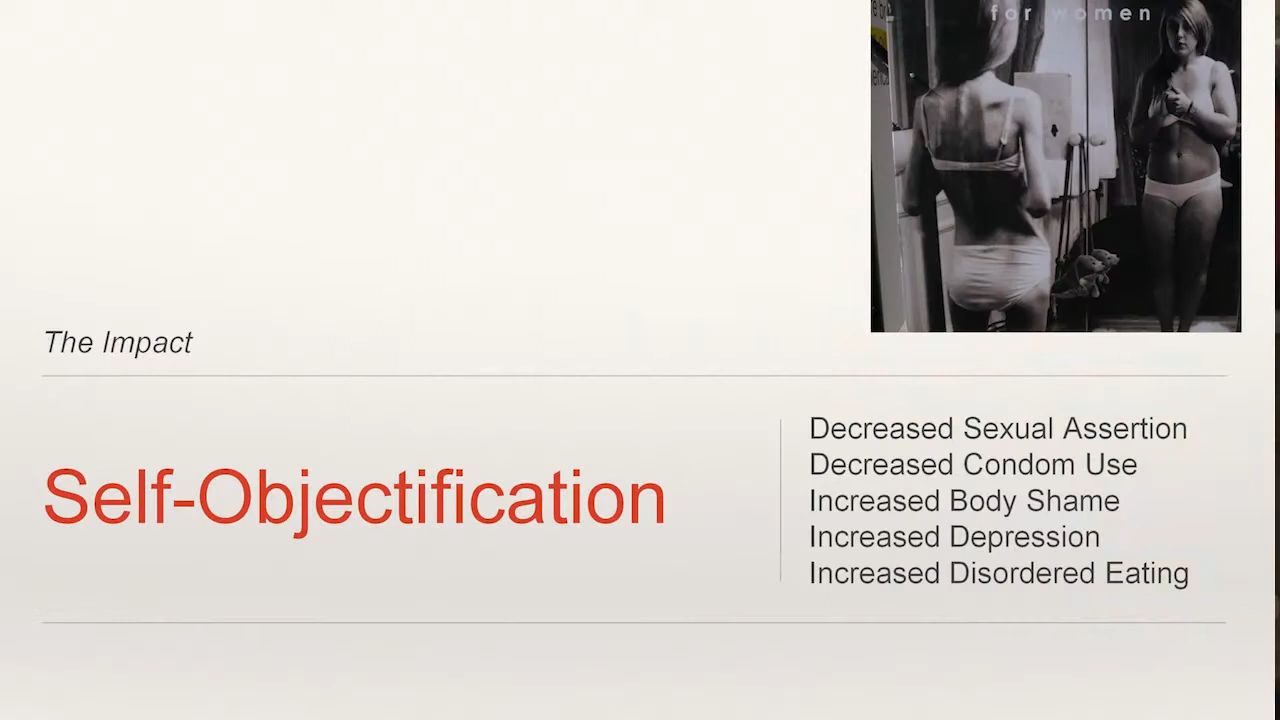 for women
The Impact
Self-Objectification
Decreased Sexual Assertion
Decreased Condom Use
Increased Body Shame
Increased Depression
Increased Disordered Eating